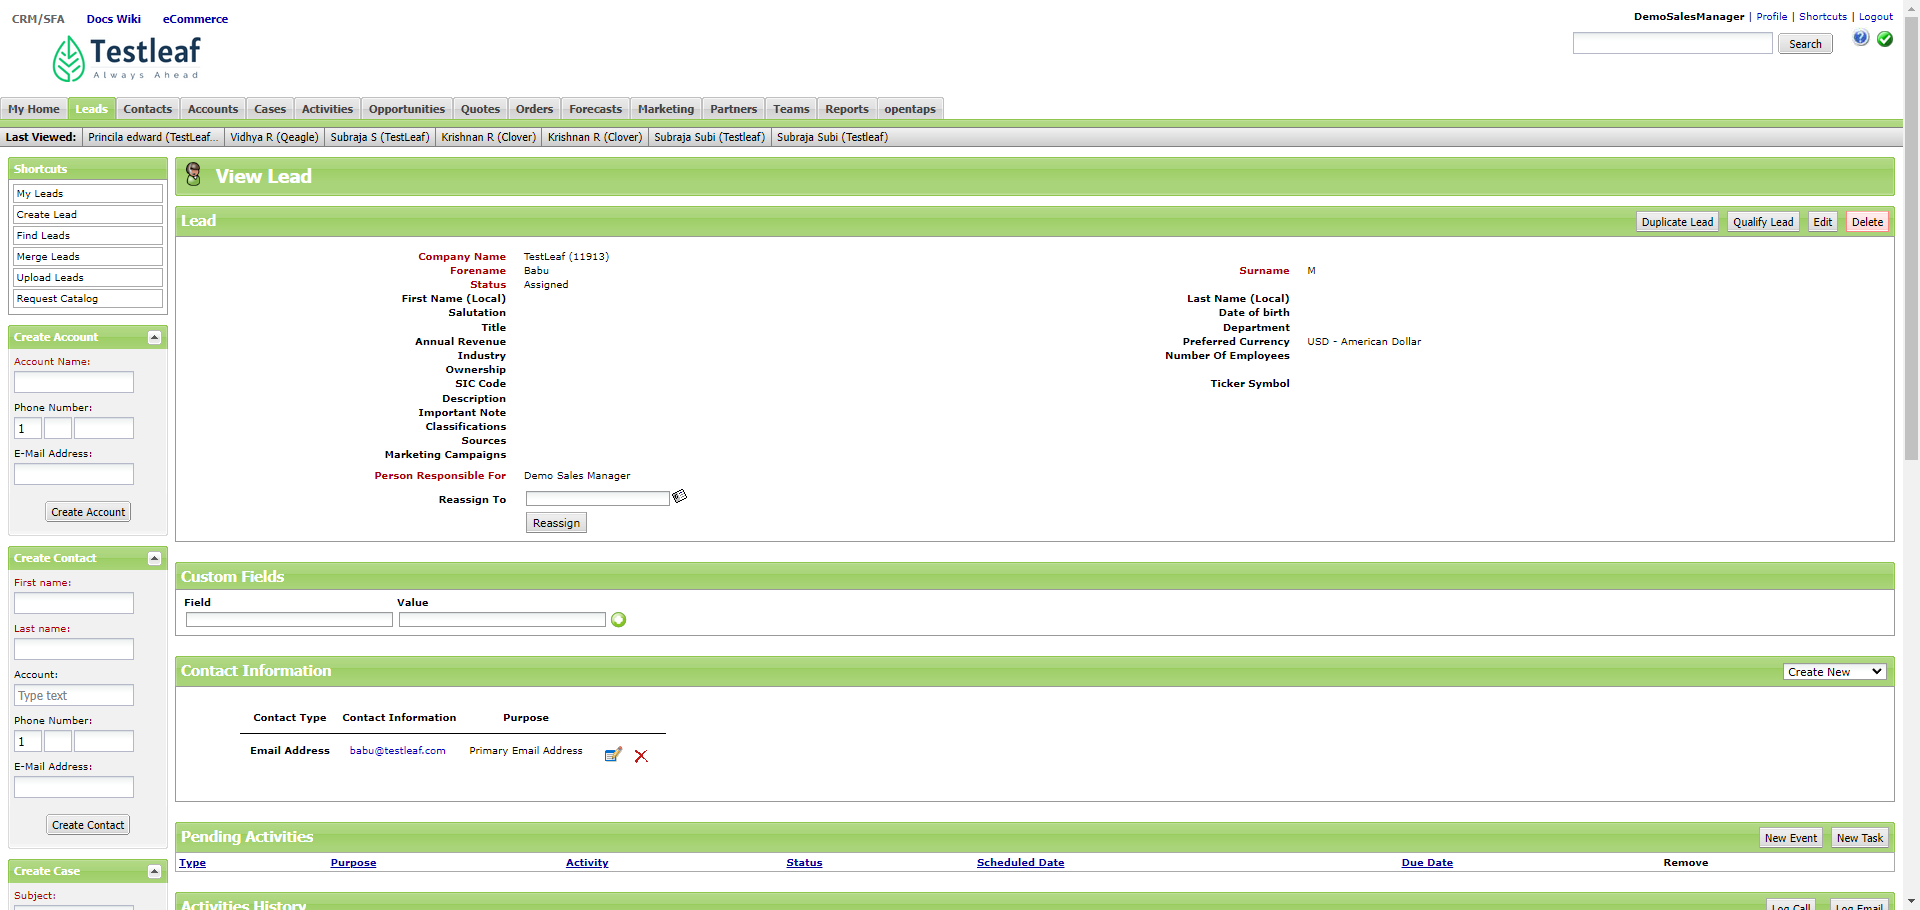 CRM/SFA Docs Wiki eCommerce
DemoSalesManager | Profile | Shortcuts | Logout
Testleaf
Always Ahead
Search
My Home Leads Contacts Accounts Cases Activities Opportunities Quotes Orders Forecasts Marketing Partners Teams Reports opentaps
Last Viewed: Princila edward (TestLeaf... Vidhya R (Qeagle) Subraja S (TestLeaf) Krishnan R (Clover) Krishnan R (Clover) Subraja Subi (Testleaf) Subraja Subi (Testleaf)
Shortcuts
My Leads
Create Lead
Find Leads
Merge Leads
Upload Leads
Request Catalog
Create Account
Account Name:
Phone Number:
1
E-Mail Address:
Create Account
Create Contact
First name:
Last name:
Account:
Type text
Phone Number:
1
E-Mail Address:
Create Contact
Create Case
Subject:
View Lead
Lead
Duplicate Lead Qualify Lead Edit Delete
Company Name TestLeaf (11913)
Forename Babu Surname M
Status Assigned
First Name (Local) Last Name (Local)
Salutation Date of birth
Title Department
Annual Revenue Preferred Currency USD - American Dollar
Industry Number Of Employees
Ownership
SIC Code Ticker Symbol
Description
Important Note
Classifications
Sources
Marketing Campaigns
Person Responsible For Demo Sales Manager
Reassign To
Reassign
Custom Fields
Field Value
Contact Information
Create New
Contact Type Contact Information Purpose
Email Address babu@testleaf.com Primary Email Address
Pending Activities
New Event New Task
Type Purpose Activity Status Scheduled Date Due Date Remove
Activities History
Log Call Log Email